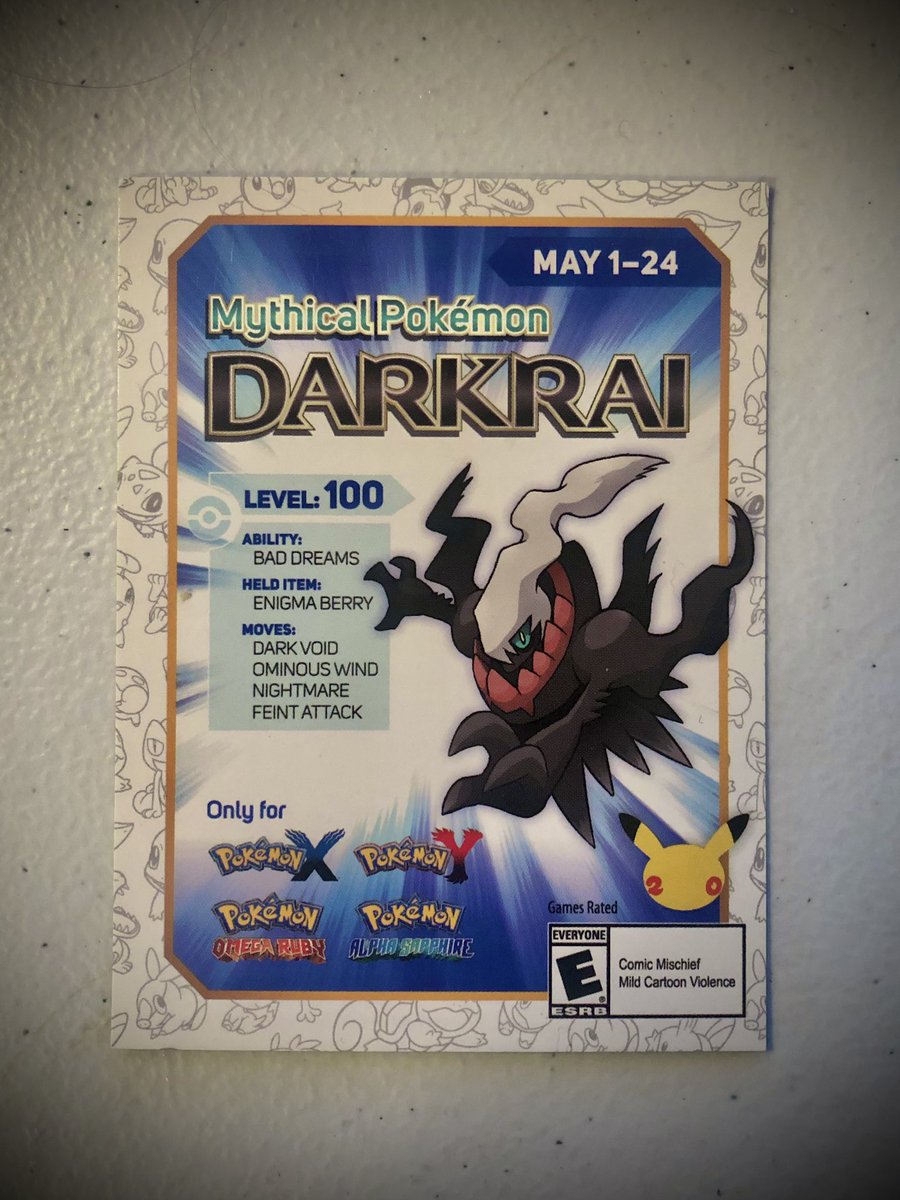 MAY 1–24
Mythical Pokémon
DARKRAI
LEVEL: 100
ABILITY:
BAD DREAMS
HELD ITEM:
ENIGMA BERRY
MOVES:
DARK VOID
OMINOUS WIND
NIGHTMARE
FEINT ATTACK
Only for
POKéMON X
POKéMON Y
POKéMON
OMEGA RUBY
POKéMON
ALPHA SAPPHIRE
20
Games Rated
EVERYONE
E
®
ESRB
Comic Mischief
Mild Cartoon Violence